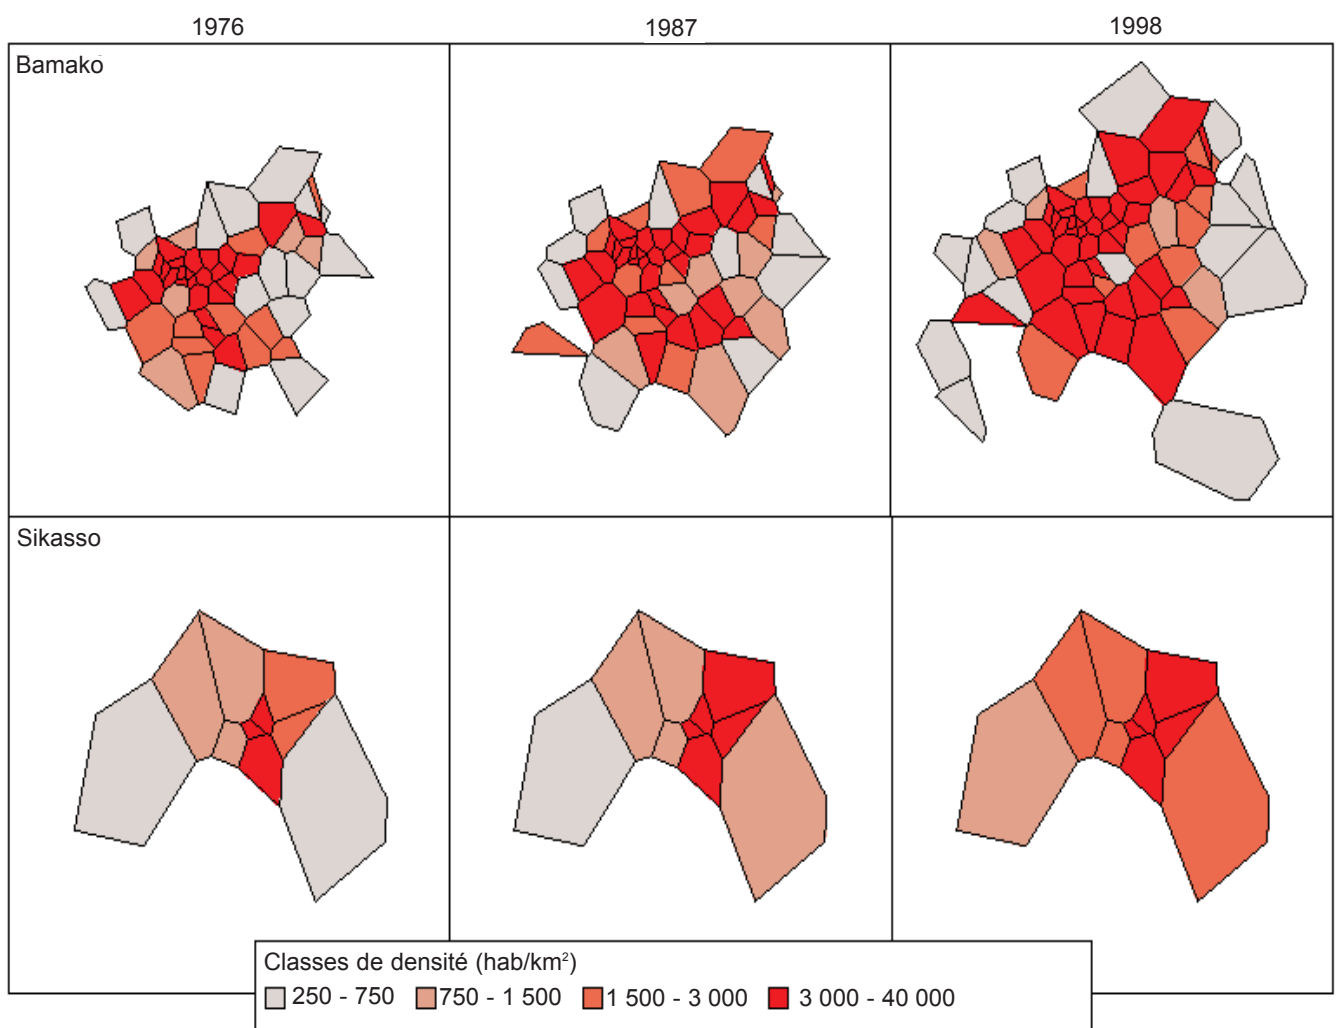 1976 1987 1998
Bamako
Sikasso
Classes de densité (hab/km²)
250 - 750 750 - 1 500 1 500 - 3 000 3 000 - 40 000